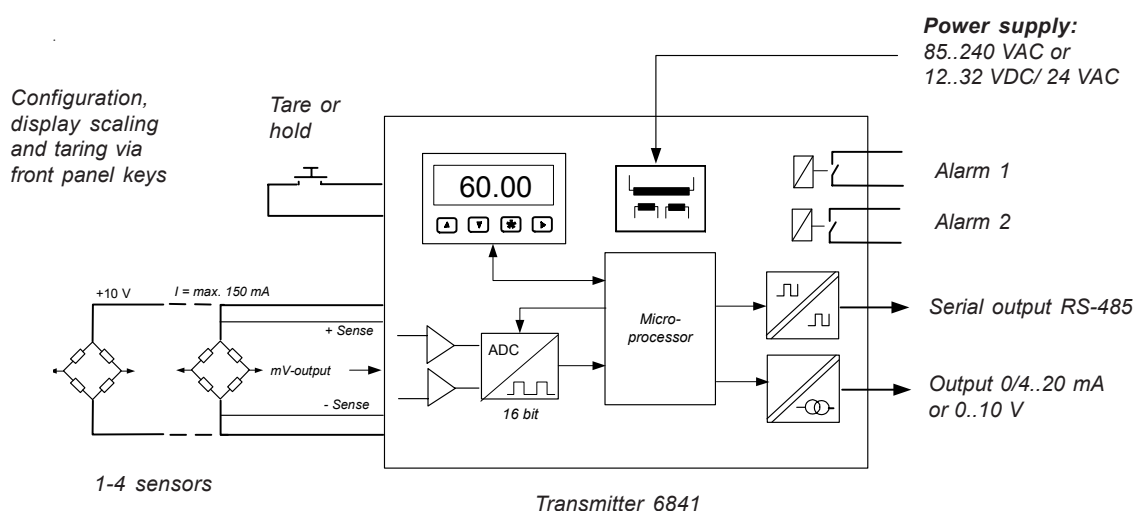 Power supply:
85..240 VAC or
12..32 VDC/ 24 VAC
Configuration,
display scaling
and taring via
front panel keys
Tare or
hold
60.00
Alarm 1
Alarm 2
+10 V
I = max. 150 mA
+ Sense
mV-output
- Sense
ADC
16 bit
Micro-
processor
Serial output RS-485
Output 0/4..20 mA
or 0..10 V
1-4 sensors
Transmitter 6841